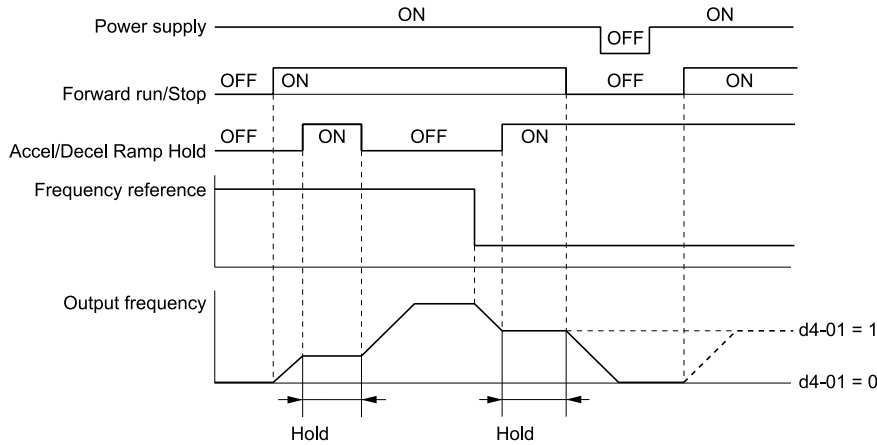 ON
ON
Power supply
OFF
OFF
ON
OFF
ON
Forward run/Stop
OFF
ON
OFF
ON
Accel/Decel Ramp Hold
Frequency reference
Output frequency
d4-01 = 1
d4-01 = 0
Hold
Hold